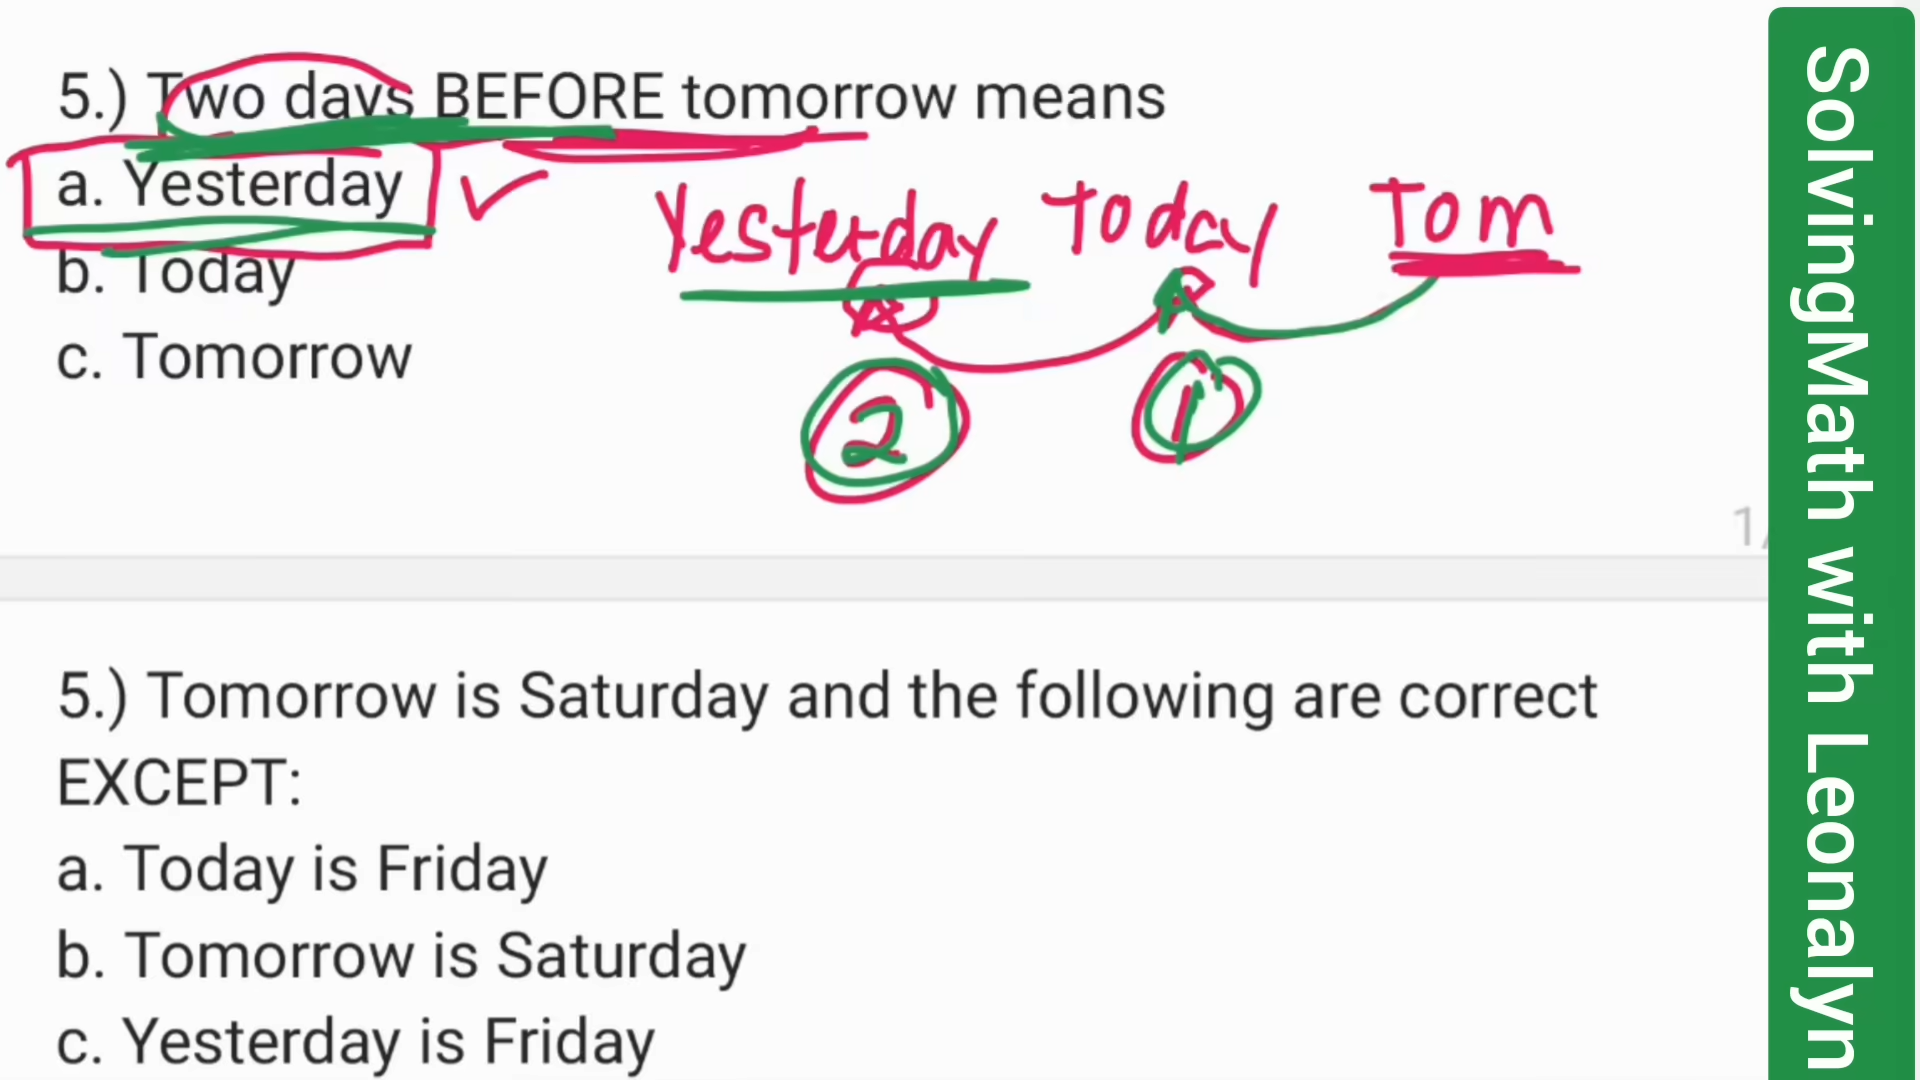 5.) Two days BEFORE tomorrow means
a. Yesterday
Yesterday Today Tom
b. Today
c. Tomorrow
2 1
1/
5.) Tomorrow is Saturday and the following are correct
EXCEPT:
a. Today is Friday
b. Tomorrow is Saturday
c. Yesterday is Friday
SolvingMath with Leonalyn